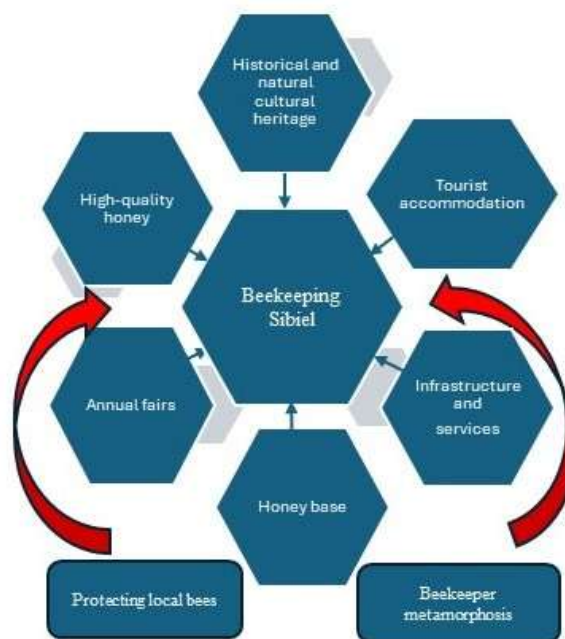 Historical and
natural
cultural
heritage
High-quality
honey
Tourist
accommodation
Beekeeping
Sibiel
Annual fairs
Infrastructure
and
services
Honey base
Protecting local bees
Beekeeper
metamorphosis